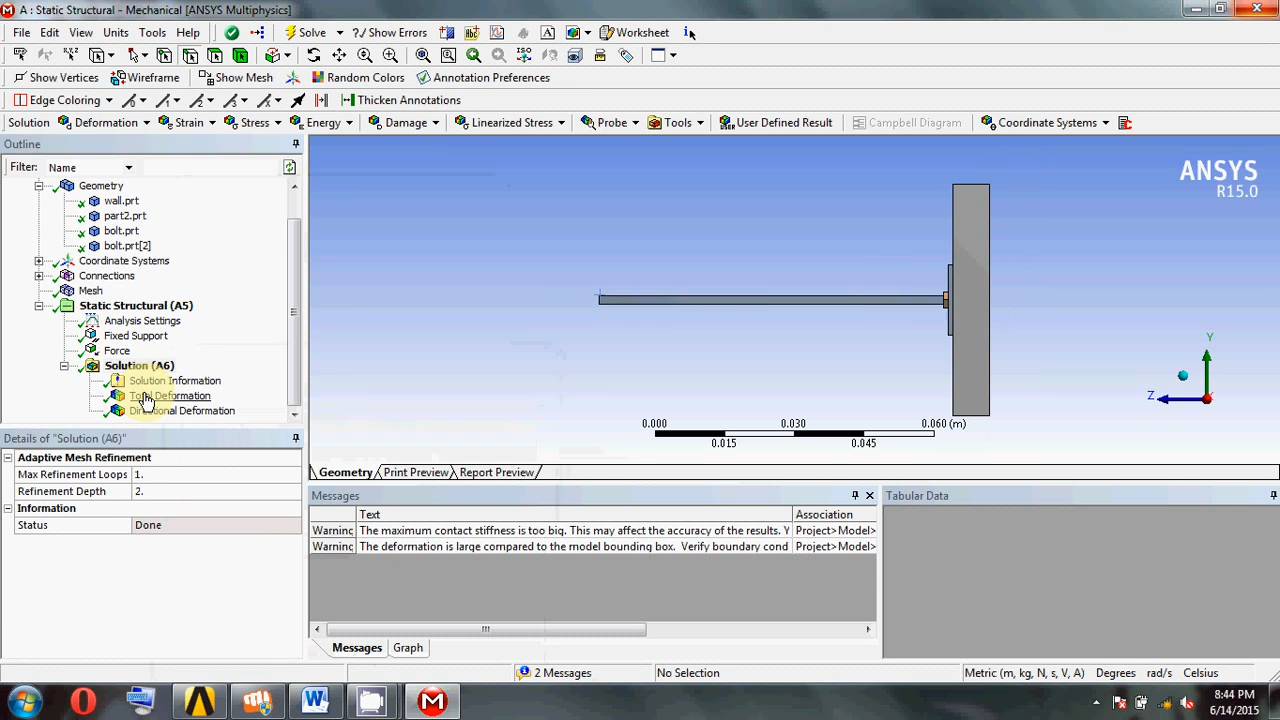 A : Static Structural - Mechanical [ANSYS Multiphysics]
File Edit View Units Tools Help Solve ?/ Show Errors Worksheet
Show Vertices Wireframe Show Mesh Random Colors Annotation Preferences
Edge Coloring Thicken Annotations
Solution Deformation Strain Stress Energy Damage Linearized Stress Probe Tools User Defined Result Campbell Diagram Coordinate Systems
Outline
Filter: Name
Geometry
wall.prt
part2.prt
bolt.prt
bolt.prt[2]
Coordinate Systems
Connections
Mesh
Static Structural (A5)
Analysis Settings
Fixed Support
Force
Solution (A6)
Solution Information
Total Deformation
Directional Deformation
Details of "Solution (A6)"
Adaptive Mesh Refinement
Max Refinement Loops 1.
Refinement Depth 2.
Information
Status Done
ANSYS
R15.0
Y
Z
0.000 0.030 0.060 (m)
0.015 0.045
Geometry Print Preview Report Preview
Messages
Text Association
Warninc The maximum contact stiffness is too big. This may affect the accuracy of the results. Y Project>Model>
Warninc The deformation is large compared to the model bounding box. Verify boundary cond Project>Model>
Messages Graph
Tabular Data
2 Messages No Selection Metric (m, kg, N, s, V, A) Degrees rad/s Celsius
8:44 PM
6/14/2015